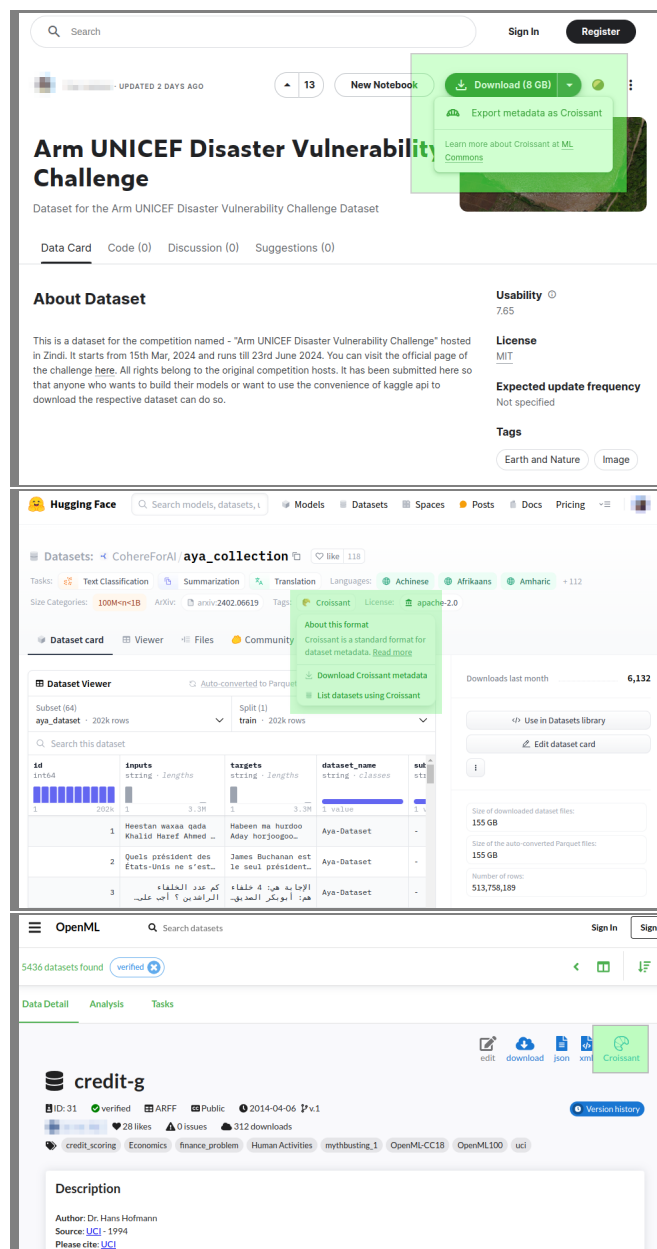 Search
Sign In
Register
· UPDATED 2 DAYS AGO
13
New Notebook
Download (8 GB)
Export metadata as Croissant
Learn more about Croissant at ML
Commons
Arm UNICEF Disaster Vulnerability
Challenge
Dataset for the Arm UNICEF Disaster Vulnerability Challenge Dataset
Data Card Code (0) Discussion (0) Suggestions (0)
About Dataset
This is a dataset for the competition named - "Arm UNICEF Disaster Vulnerability Challenge" hosted
in Zindi. It starts from 15th Mar, 2024 and runs till 23rd June 2024. You can visit the official page of
the challenge here. All rights belong to the original competition hosts. It has been submitted here so
that anyone who wants to build their models or want to use the convenience of kaggle api to
download the respective dataset can do so.
Usability
7.65
License
MIT
Expected update frequency
Not specified
Tags
Earth and Nature Image
Hugging Face
Search models, datasets, u
Models Datasets Spaces Posts Docs Pricing
Datasets: CohereForAI/aya_collection like 118
Tasks: Text Classification Summarization Translation Languages: Achinese Afrikaans Amharic +112
Size Categories: 100M<n<1B ArXiv: arxiv:2402.06619 Tags: Croissant License: apache-2.0
Dataset card Viewer Files Community
About this format
Croissant is a standard format for
dataset metadata. Read more
Download Croissant metadata
List datasets using Croissant
Dataset Viewer
Auto-converted to Parquet
Subset (64)
aya_dataset · 202k rows
Split (1)
train · 202k rows
Search this dataset
id inputs targets dataset_name
int64 string · lengths string · lengths string · classes
1 202k 1 3.3M 1 3.3M 1 value
1 Heestan waxaa qada Habeen ma hurdoo Aya-Dataset -
Khalid Haref Ahmed … Aday horjoogoo…
2 Quels président des James Buchanan est Aya-Dataset -
États-Unis ne s'est… le seul président…
3 كم عدد الخلفاء الإجابة هي: 4 خلفاء Aya-Dataset -
الراشدين ؟ أجب على… هم: أبوبكر الصديق…
Downloads last month
6,132
Use in Datasets library
Edit dataset card
Size of downloaded dataset files:
155 GB
Size of the auto-converted Parquet files:
155 GB
Number of rows:
513,758,189
OpenML
Search datasets
Sign In
Sign
5436 datasets found verified
Data Detail Analysis Tasks
edit download json xml Croissant
credit-g
ID: 31 verified ARFF Public 2014-04-06 v.1
Version history
28 likes 0 issues 312 downloads
credit_scoring Economics finance_problem Human Activities mythbusting_1 OpenML-CC18 OpenML100 uci
Description
Author: Dr. Hans Hofmann
Source: UCI - 1994
Please cite: UCI